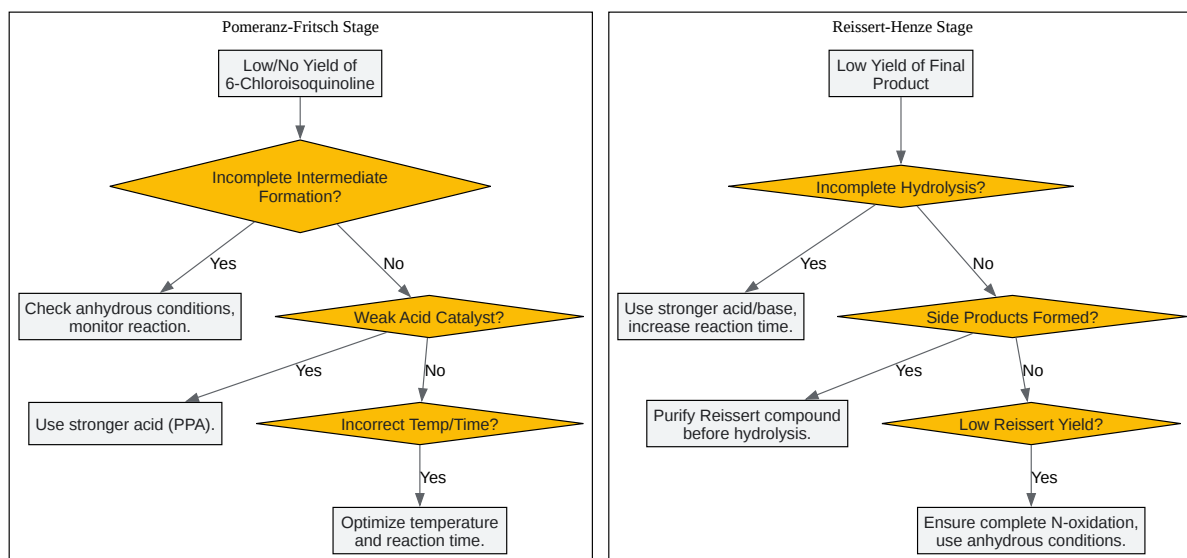 Pomeranz-Fritsch Stage
Low/No Yield of
6-Chloroisoquinoline
Incomplete Intermediate
Formation?
Yes
No
Check anhydrous conditions,
monitor reaction.
Weak Acid Catalyst?
Yes
No
Use stronger acid (PPA).
Incorrect Temp/Time?
Yes
Optimize temperature
and reaction time.
Reissert-Henze Stage
Low Yield of Final
Product
Incomplete Hydrolysis?
Yes
No
Use stronger acid/base,
increase reaction time.
Side Products Formed?
Yes
No
Purify Reissert compound
before hydrolysis.
Low Reissert Yield?
Yes
Ensure complete N-oxidation,
use anhydrous conditions.